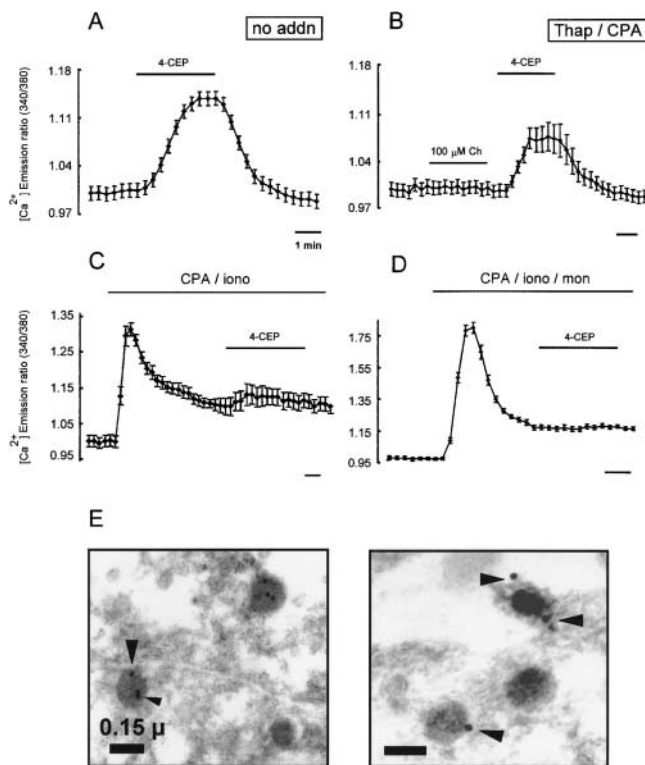 A
no addn
B
Thap / CPA
[Ca2+] Emission ratio (340/380)
1.18
1.11
1.04
0.97
4-CEP
1 min
1.18
1.11
1.04
0.97
4-CEP
100 µM Ch
C
CPA / iono
D
CPA / iono / mon
[Ca2+] Emission ratio (340/380)
1.35
1.25
1.15
1.05
0.95
4-CEP
1.75
1.55
1.35
1.15
0.95
4-CEP
E
0.15 µ